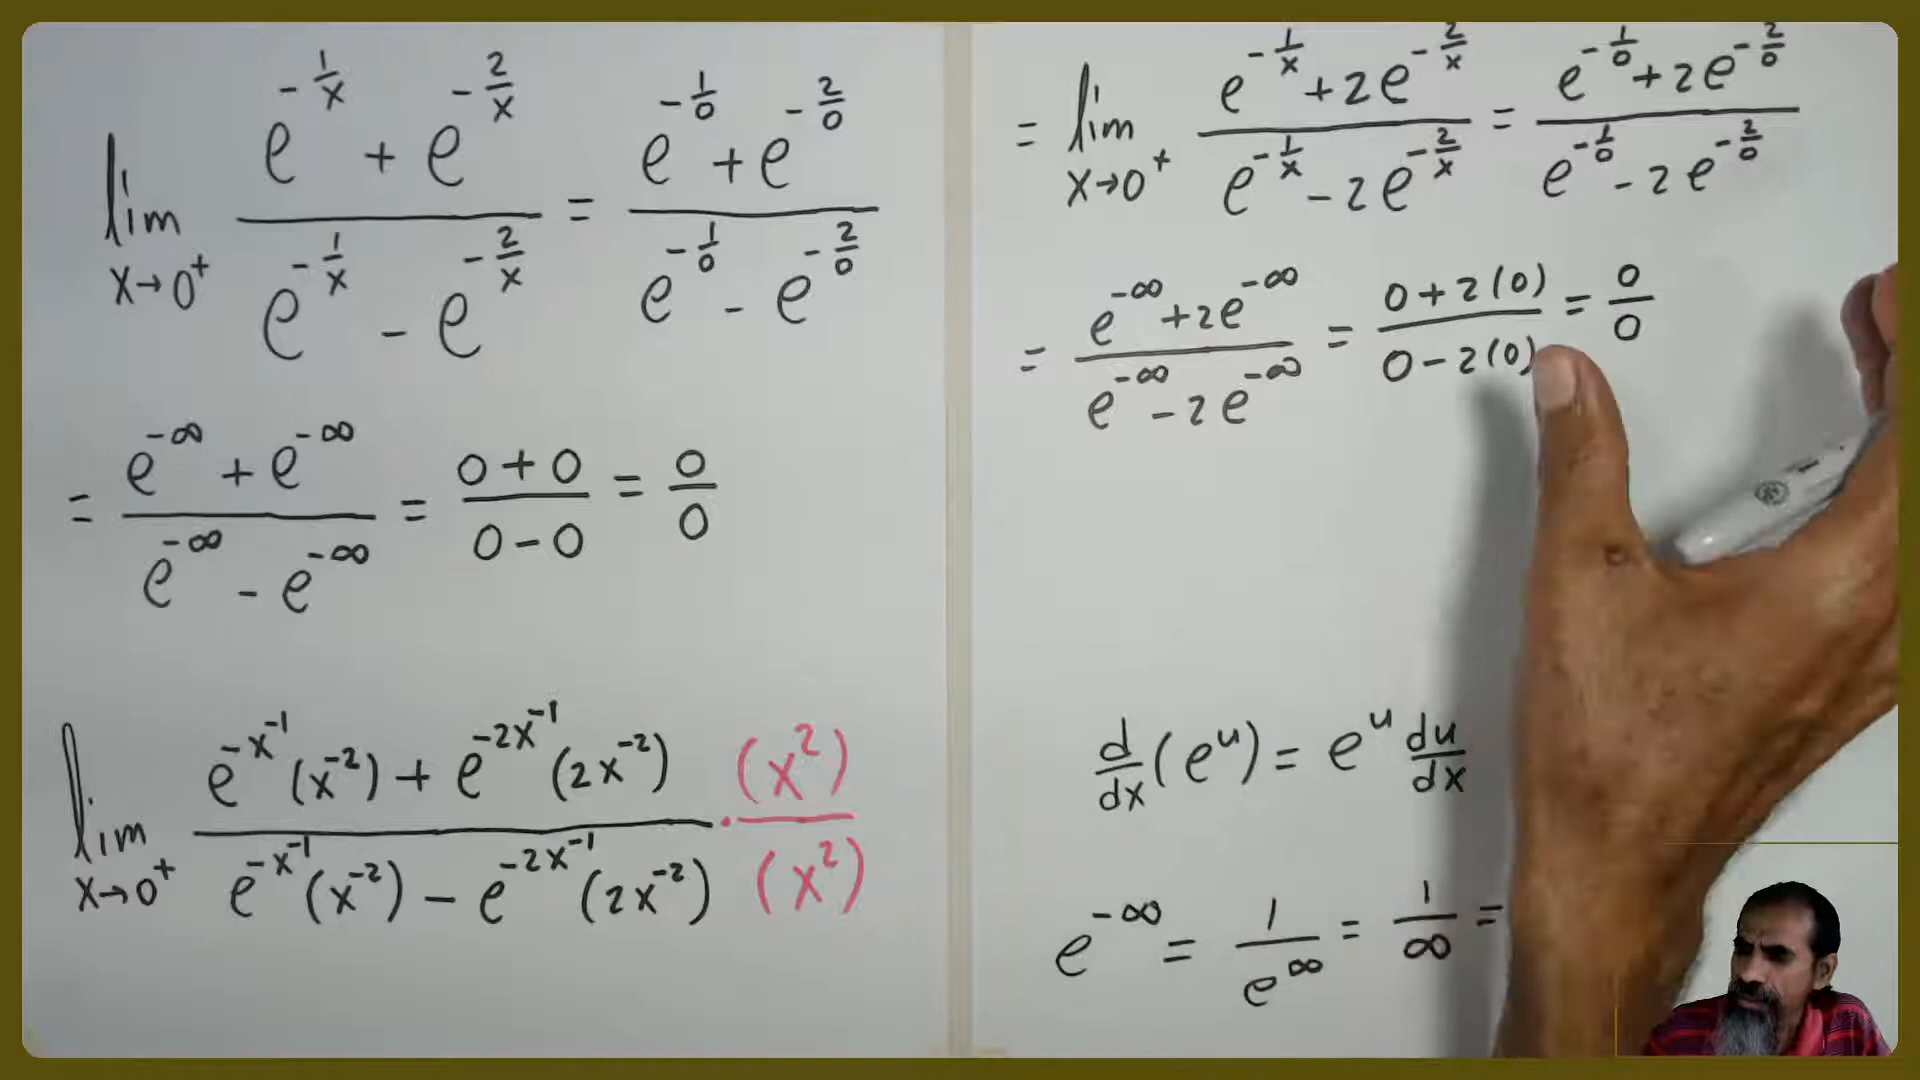 lim x→0⁺ (e^(-1/x) + e^(-2/x)) / (e^(-1/x) - e^(-2/x)) = (e^(-1/0) + e^(-2/0)) / (e^(-1/0) - e^(-2/0))
= (e^(-∞) + e^(-∞)) / (e^(-∞) - e^(-∞)) = (0 + 0) / (0 - 0) = 0/0
lim x→0⁺ (e^(-x⁻¹) (x⁻²) + e^(-2x⁻¹) (2x⁻²)) / (e^(-x⁻¹) (x⁻²) - e^(-2x⁻¹) (2x⁻²)) · (x²)/(x²)
= lim x→0⁺ (e^(-1/x) + 2e^(-2/x)) / (e^(-1/x) - 2e^(-2/x)) = (e^(-1/0) + 2e^(-2/0)) / (e^(-1/0) - 2e^(-2/0))
= (e^(-∞) + 2e^(-∞)) / (e^(-∞) - 2e^(-∞)) = (0 + 2(0)) / (0 - 2(0)) = 0/0
d/dx (e^u) = e^u du/dx
e^(-∞) = 1/e^∞ = 1/∞ =